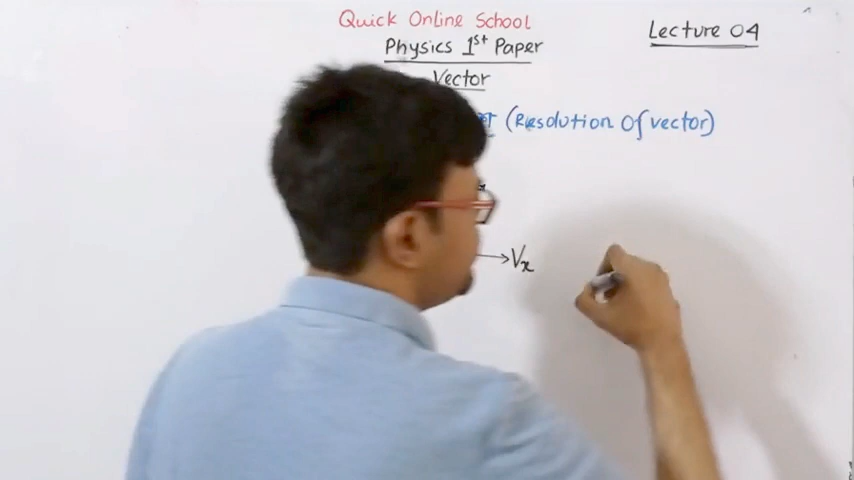 Quick Online School
Physics 1st Paper
Lecture 04
Vector
(Resolution of vector)
Vx